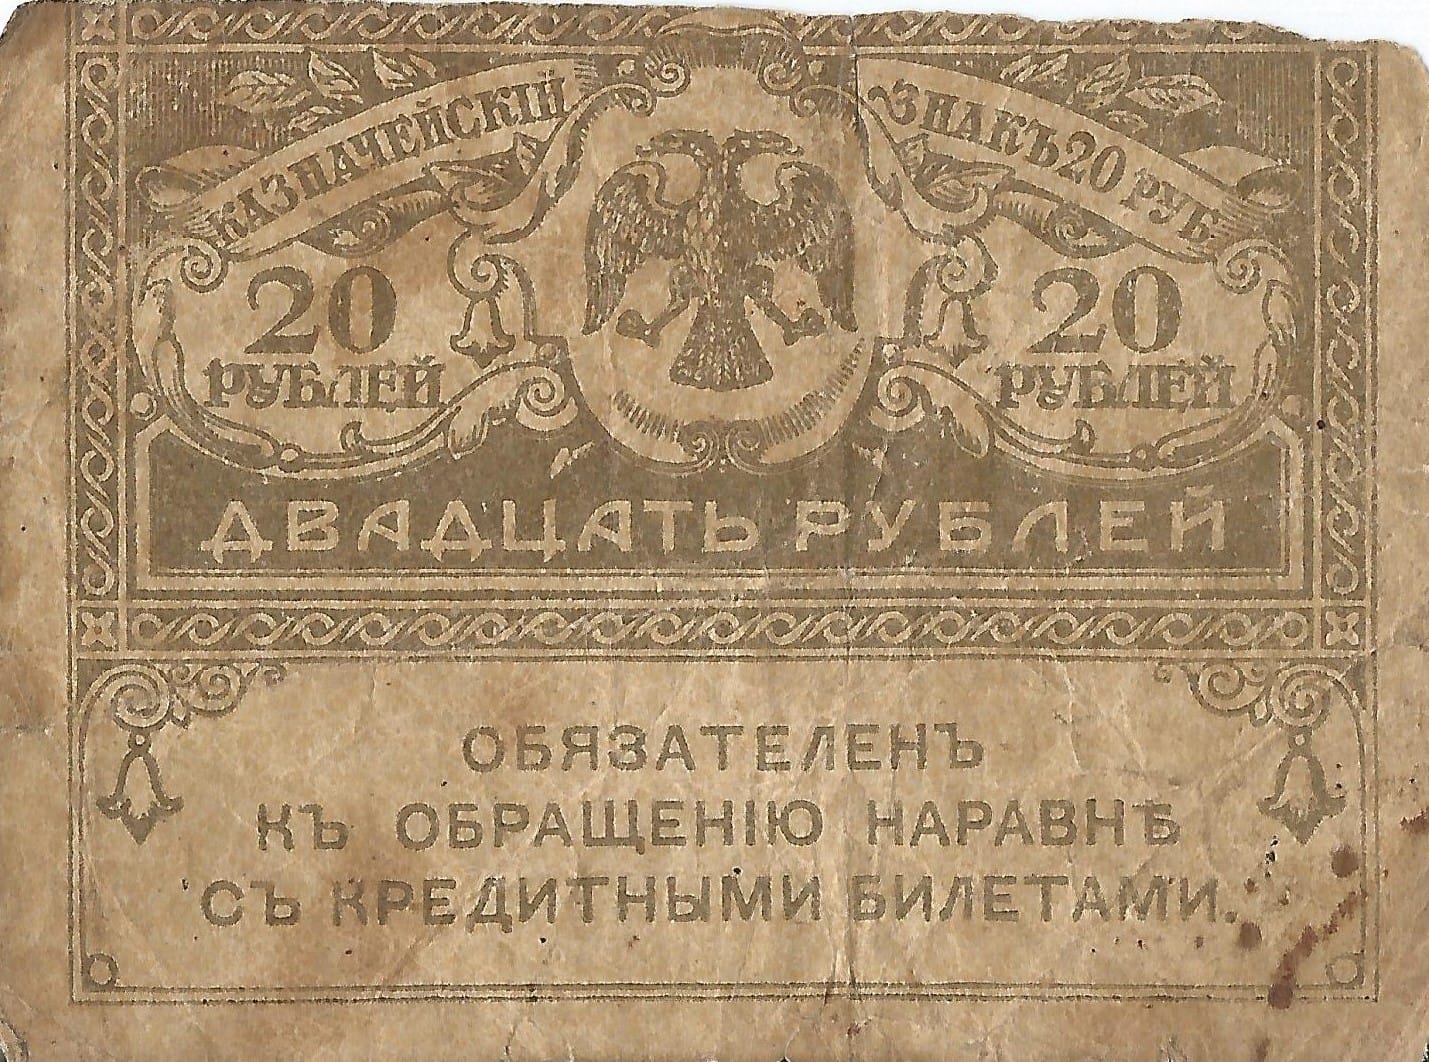 КАЗНАЧЕЙСКІЙ ЗНАКЪ 20 РУБ
20 20
РУБЛЕЙ РУБЛЕЙ
ДВАДЦАТЬ РУБЛЕЙ
ОБЯЗАТЕЛЕНЪ
КЪ ОБРАЩЕНІЮ НАРАВНѢ
СЪ КРЕДИТНЫМИ БИЛЕТАМИ.